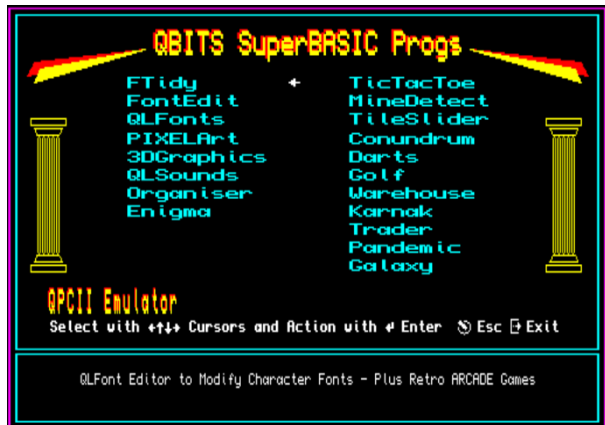 QBITS SuperBASIC Progs
FTidy ← TicTacToe
FontEdit MineDetect
QLFonts TileSlider
PIXELArt Conundrum
3DGraphics Darts
QLSounds Golf
Organiser Warehouse
Enigma Karnak
Trader
Pandemic
Galaxy
QPCII Emulator
Select with ←↑↓→ Cursors and Action with ↵ Enter Esc Exit
QLFont Editor to Modify Character Fonts - Plus Retro ARCADE Games